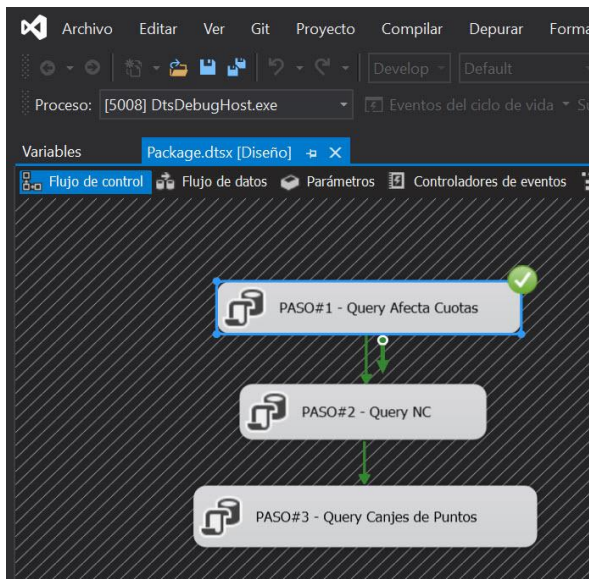 Archivo Editar Ver Git Proyecto Compilar Depurar Forma
Develop Default
Proceso: [5008] DtsDebugHost.exe Eventos del ciclo de vida Su
Variables Package.dtsx [Diseño]
Flujo de control Flujo de datos Parámetros Controladores de eventos
PASO#1 - Query Afecta Cuotas
PASO#2 - Query NC
PASO#3 - Query Canjes de Puntos